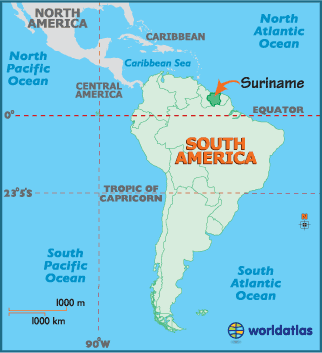 NORTH
AMERICA
North
Atlantic
Ocean
CARIBBEAN
North
Pacific
Ocean
Caribbean Sea
CENTRAL
AMERICA
Suriname
EQUATOR
0°
SOUTH
AMERICA
23°5'S
TROPIC OF
CAPRICORN
South
Pacific
Ocean
South
Atlantic
Ocean
1000 m
1000 km
worldatlas
90°W